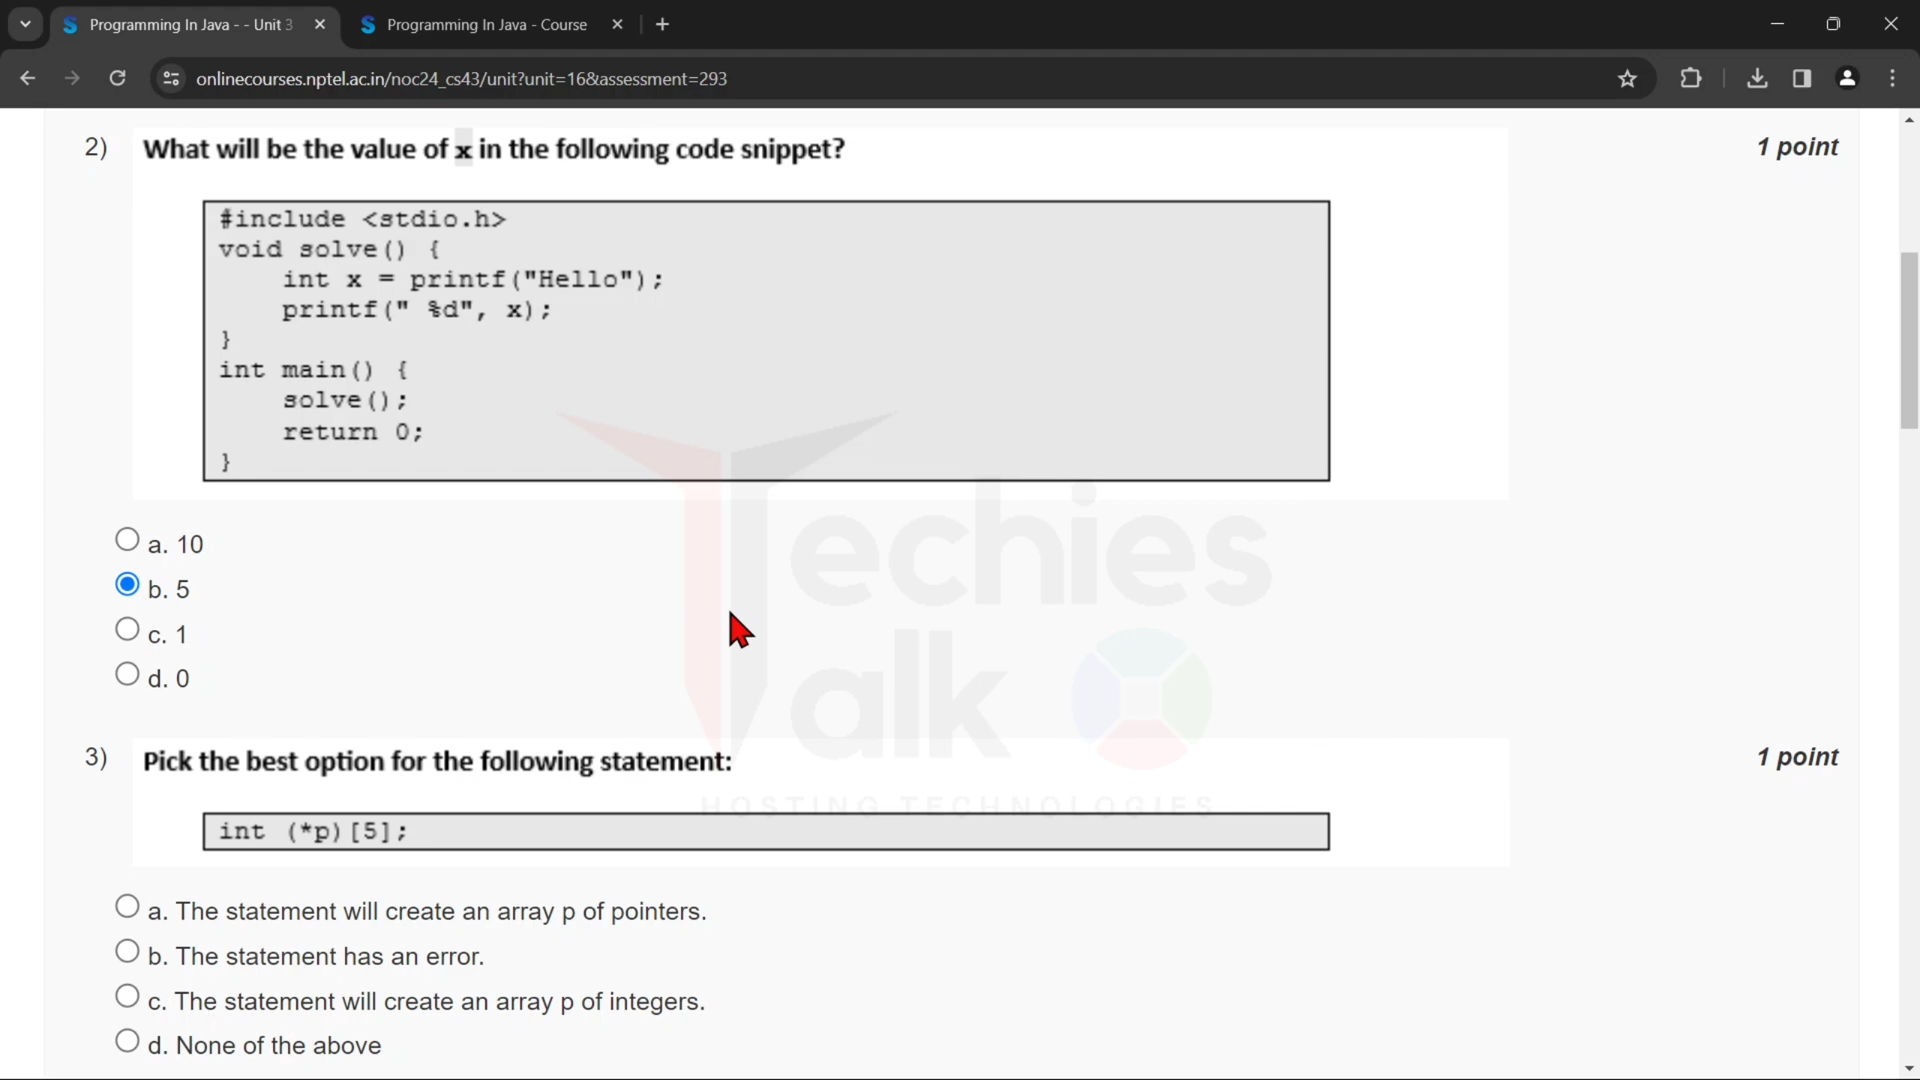 Programming In Java - - Unit 3
Programming In Java - Course
onlinecourses.nptel.ac.in/noc24_cs43/unit?unit=16&assessment=293
2) What will be the value of x in the following code snippet? 1 point
#include <stdio.h>
void solve() {
int x = printf("Hello");
printf(" %d", x);
}
int main() {
solve();
return 0;
}
a. 10
b. 5
c. 1
d. 0
Techies
Talk
HOSTING TECHNOLOGIES
3) Pick the best option for the following statement: 1 point
int (*p)[5];
a. The statement will create an array p of pointers.
b. The statement has an error.
c. The statement will create an array p of integers.
d. None of the above